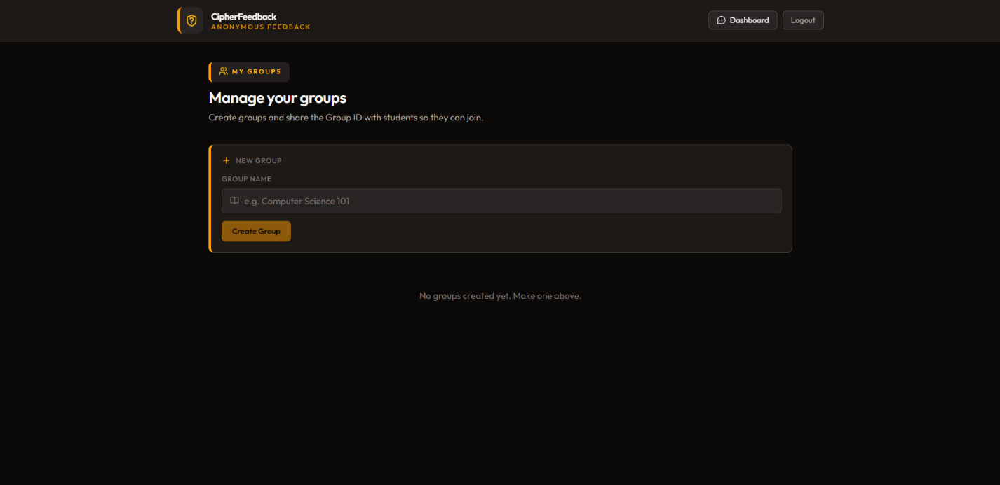 CipherFeedback
ANONYMOUS FEEDBACK
Dashboard
Logout
MY GROUPS
Manage your groups
Create groups and share the Group ID with students so they can join.
NEW GROUP
GROUP NAME
e.g. Computer Science 101
Create Group
No groups created yet. Make one above.